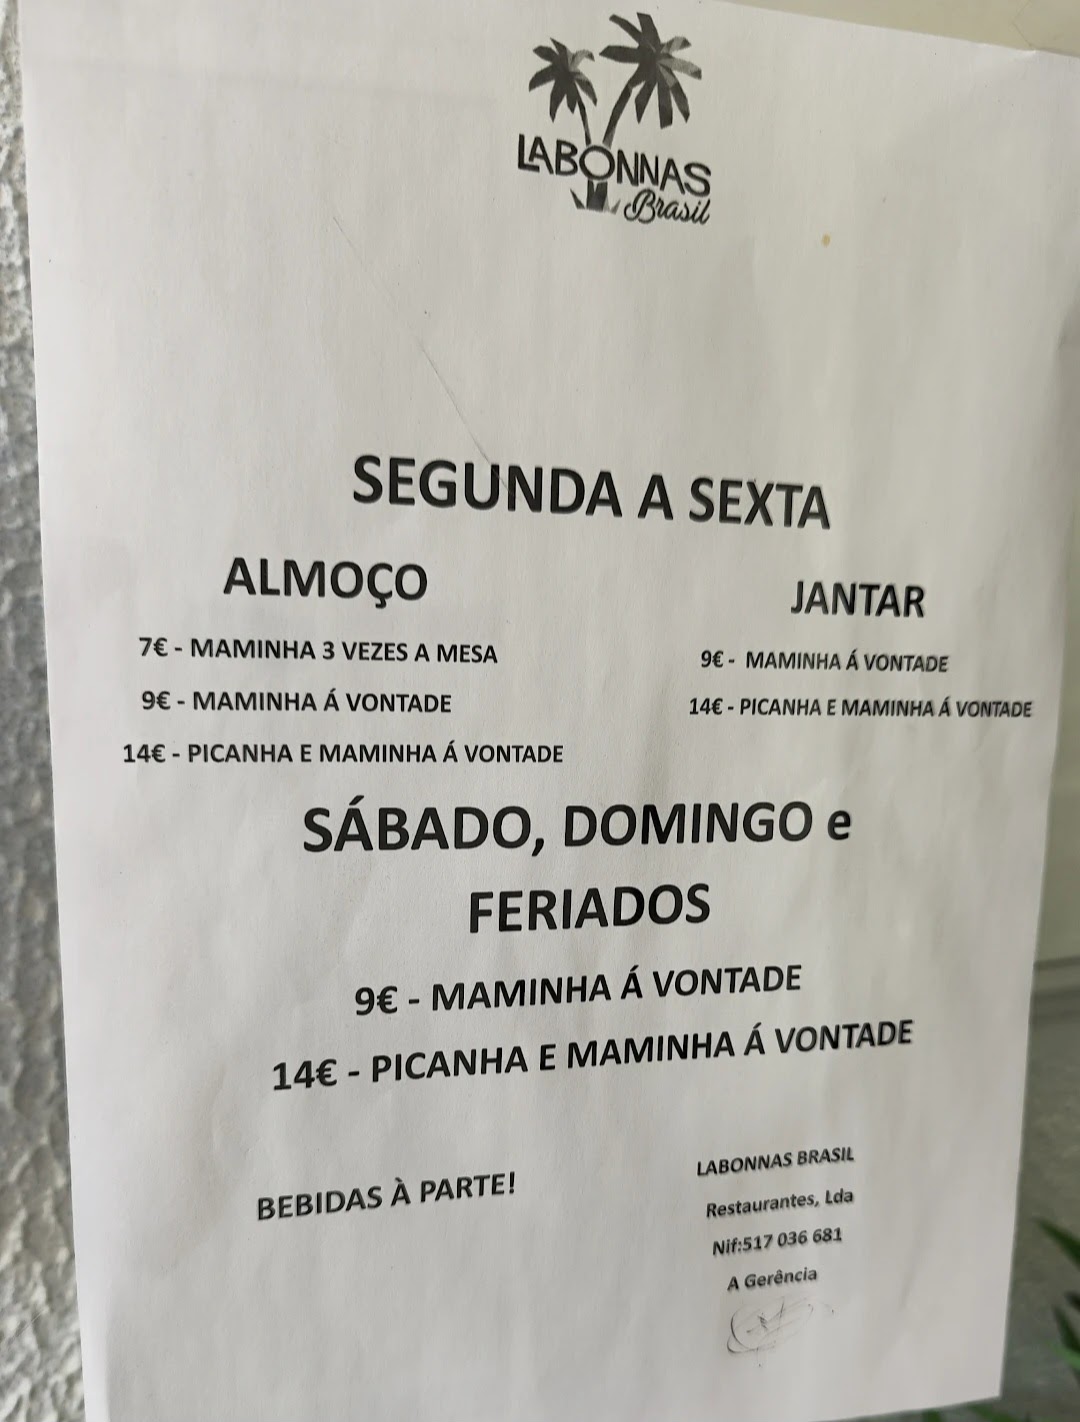 LABONNAS
Brasil
SEGUNDA A SEXTA
ALMOÇO
7€ - MAMINHA 3 VEZES A MESA
9€ - MAMINHA Á VONTADE
14€ - PICANHA E MAMINHA Á VONTADE
JANTAR
9€ - MAMINHA Á VONTADE
14€ - PICANHA E MAMINHA Á VONTADE
SÁBADO, DOMINGO e
FERIADOS
9€ - MAMINHA Á VONTADE
14€ - PICANHA E MAMINHA Á VONTADE
BEBIDAS À PARTE!
LABONNAS BRASIL
Restaurantes, Lda
Nif:517 036 681
A Gerência